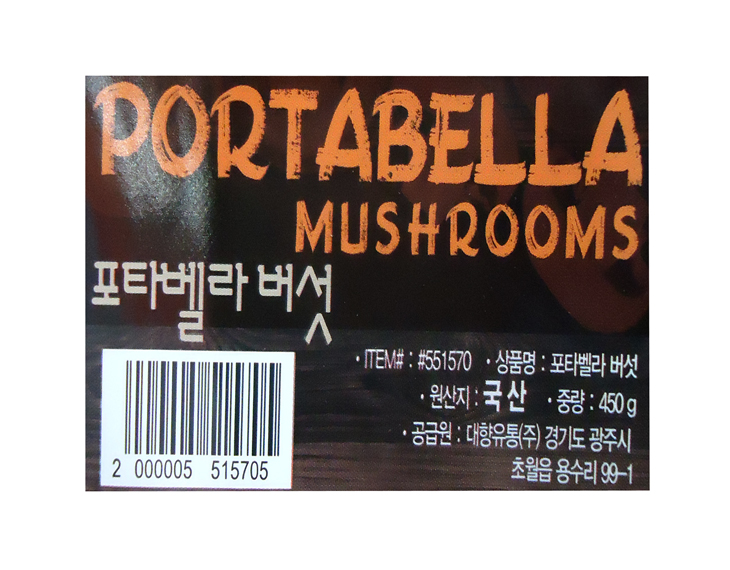 PORTABELLA
MUSHROOMS
포타벨라 버섯
· ITEM# : #551570 · 상품명 : 포타벨라 버섯
· 원산지 : 국산 · 중량 : 450 g
· 공급원 : 대향유통(주) 경기도 광주시
초월읍 용수리 99-1
2 000005 515705